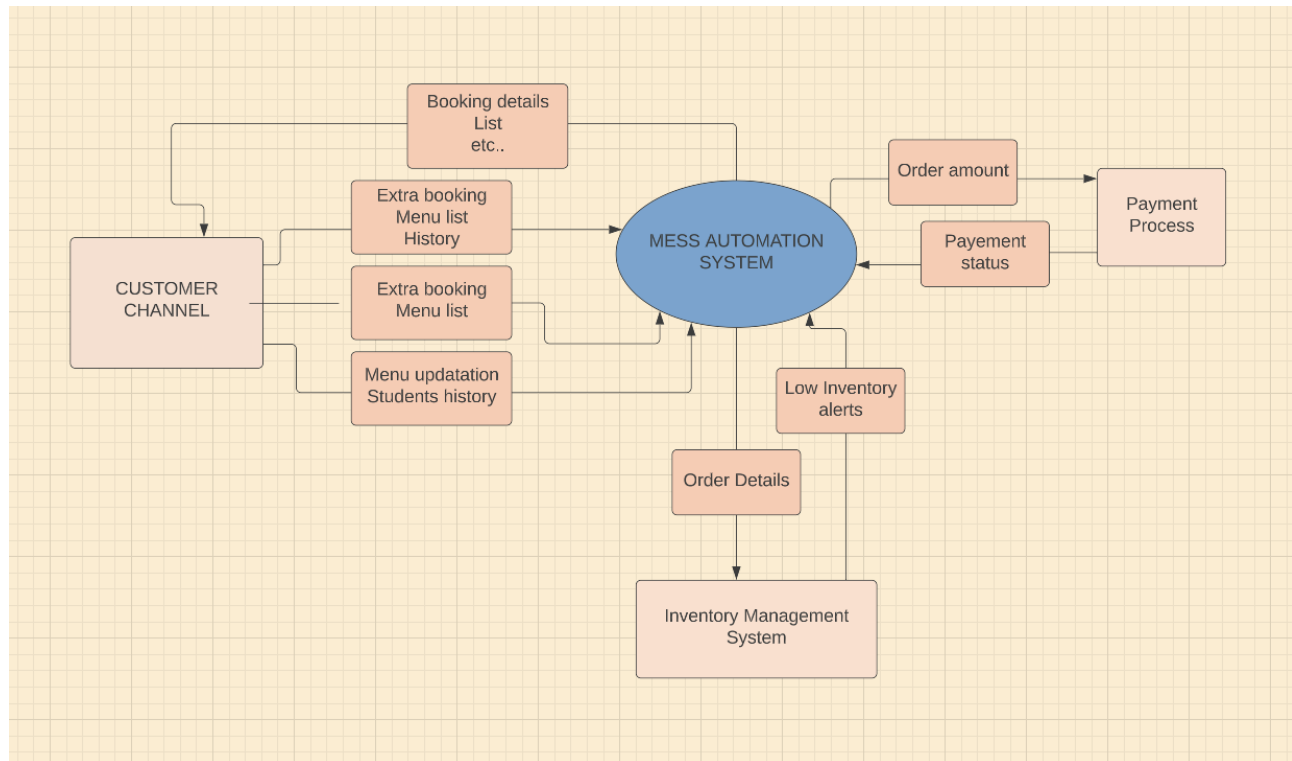 Booking details
List
etc..
Extra booking
Menu list
History
Extra booking
Menu list
Menu updatation
Students history
CUSTOMER
CHANNEL
MESS AUTOMATION
SYSTEM
Order amount
Payement
status
Payment
Process
Low Inventory
alerts
Order Details
Inventory Management
System